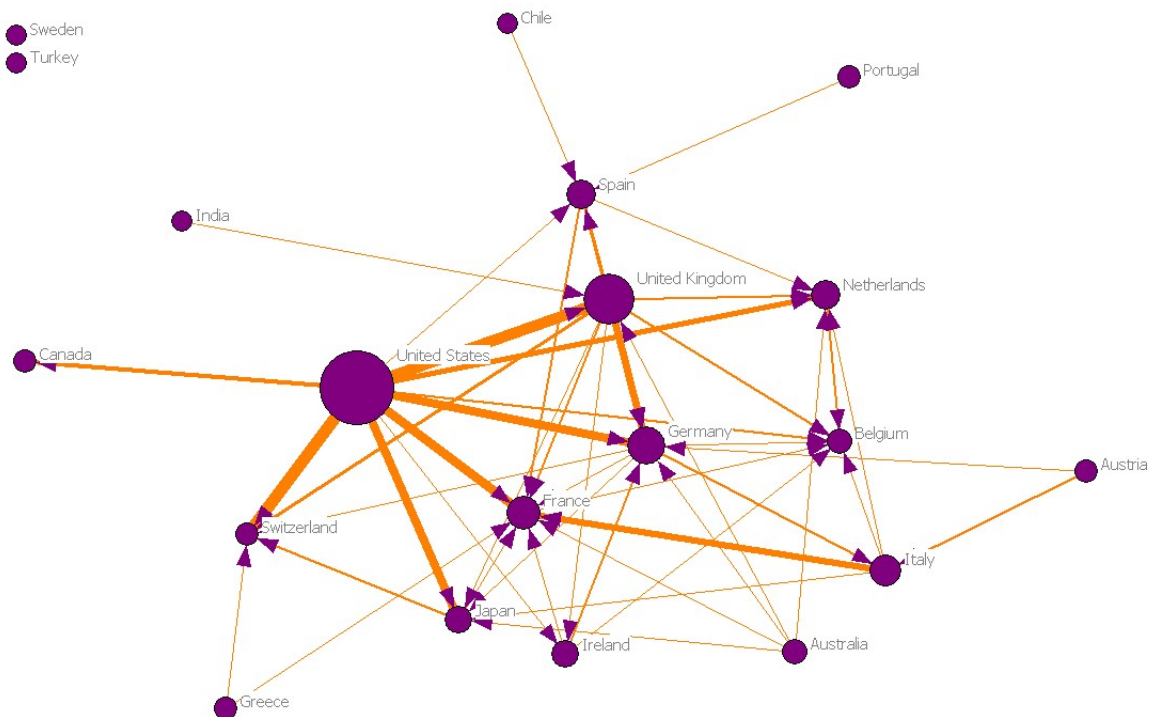 Sweden
Turkey
Chile
Portugal
Spain
India
United Kingdom
Netherlands
Canada
United States
Germany
Belgium
Austria
France
Switzerland
Italy
Japan
Ireland
Australia
Greece